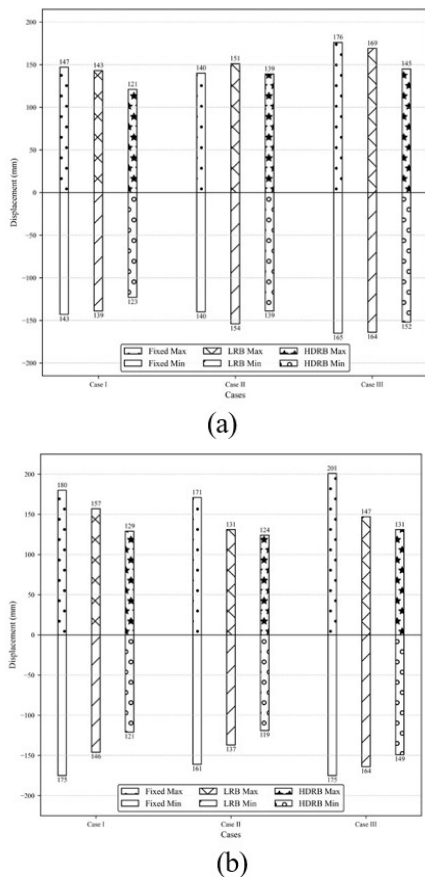 147
143
121
140
151
139
176
169
145
200
150
100
50
0
−50
−100
−150
−200
Displacement (mm)
143
139
123
140
154
139
165
164
152
Fixed Max
LRB Max
HDRB Max
Fixed Min
LRB Min
HDRB Min
Case I
Case II
Case III
Cases
(a)
180
157
129
171
131
124
201
147
131
200
150
100
50
0
−50
−100
−150
−200
Displacement (mm)
175
146
121
161
137
119
175
164
149
Fixed Max
LRB Max
HDRB Max
Fixed Min
LRB Min
HDRB Min
Case I
Case II
Case III
Cases
(b)